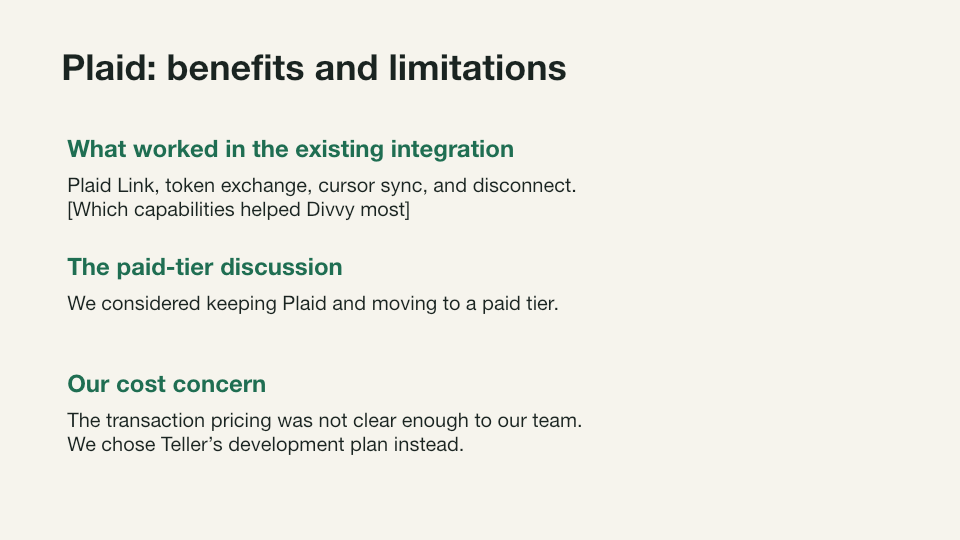 Plaid: benefits and limitations
What worked in the existing integration
Plaid Link, token exchange, cursor sync, and disconnect.
[Which capabilities helped Divvy most]
The paid-tier discussion
We considered keeping Plaid and moving to a paid tier.
Our cost concern
The transaction pricing was not clear enough to our team.
We chose Teller’s development plan instead.